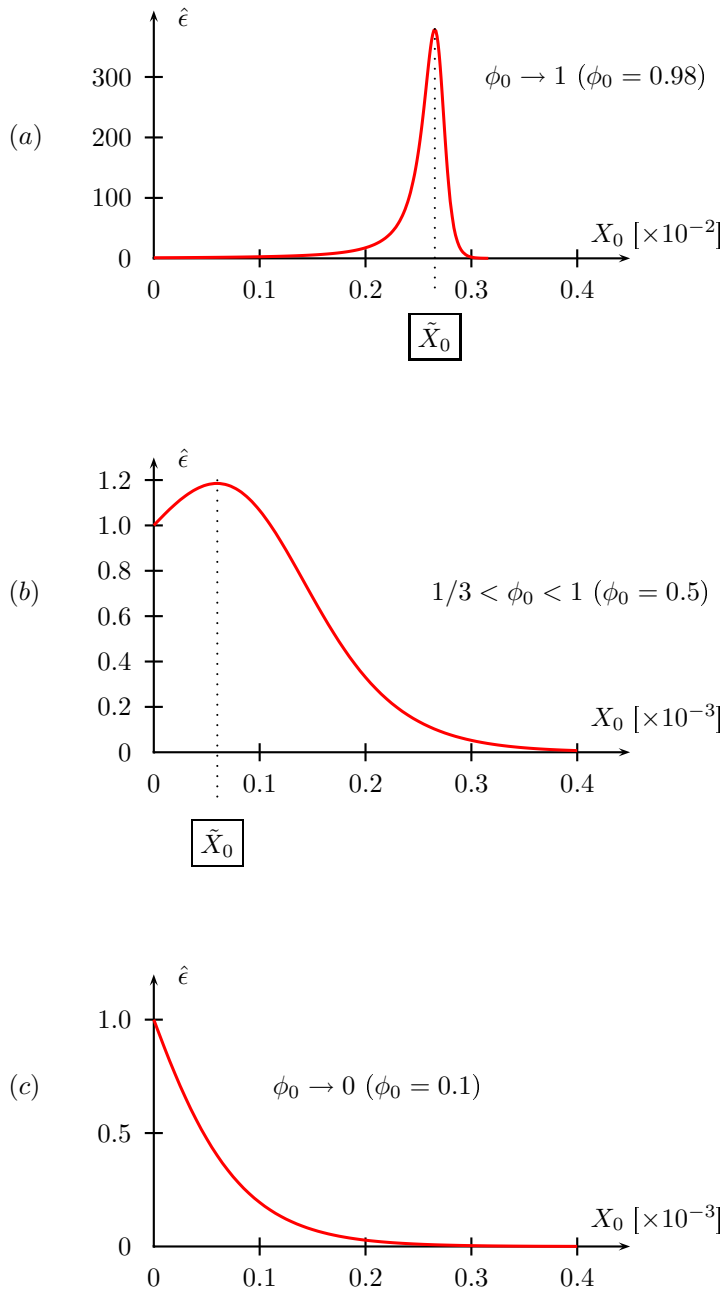 ϵ̂
300
200
100
0
(a)
ϕ₀ → 1 (ϕ₀ = 0.98)
X₀ [×10⁻²]
0 0.1 0.2 0.3 0.4
X̃₀
ϵ̂
1.2
1.0
0.8
0.6
0.4
0.2
0
(b)
1/3 < ϕ₀ < 1 (ϕ₀ = 0.5)
X₀ [×10⁻³]
0 0.1 0.2 0.3 0.4
X̃₀
ϵ̂
1.0
0.5
0
(c)
ϕ₀ → 0 (ϕ₀ = 0.1)
X₀ [×10⁻³]
0 0.1 0.2 0.3 0.4